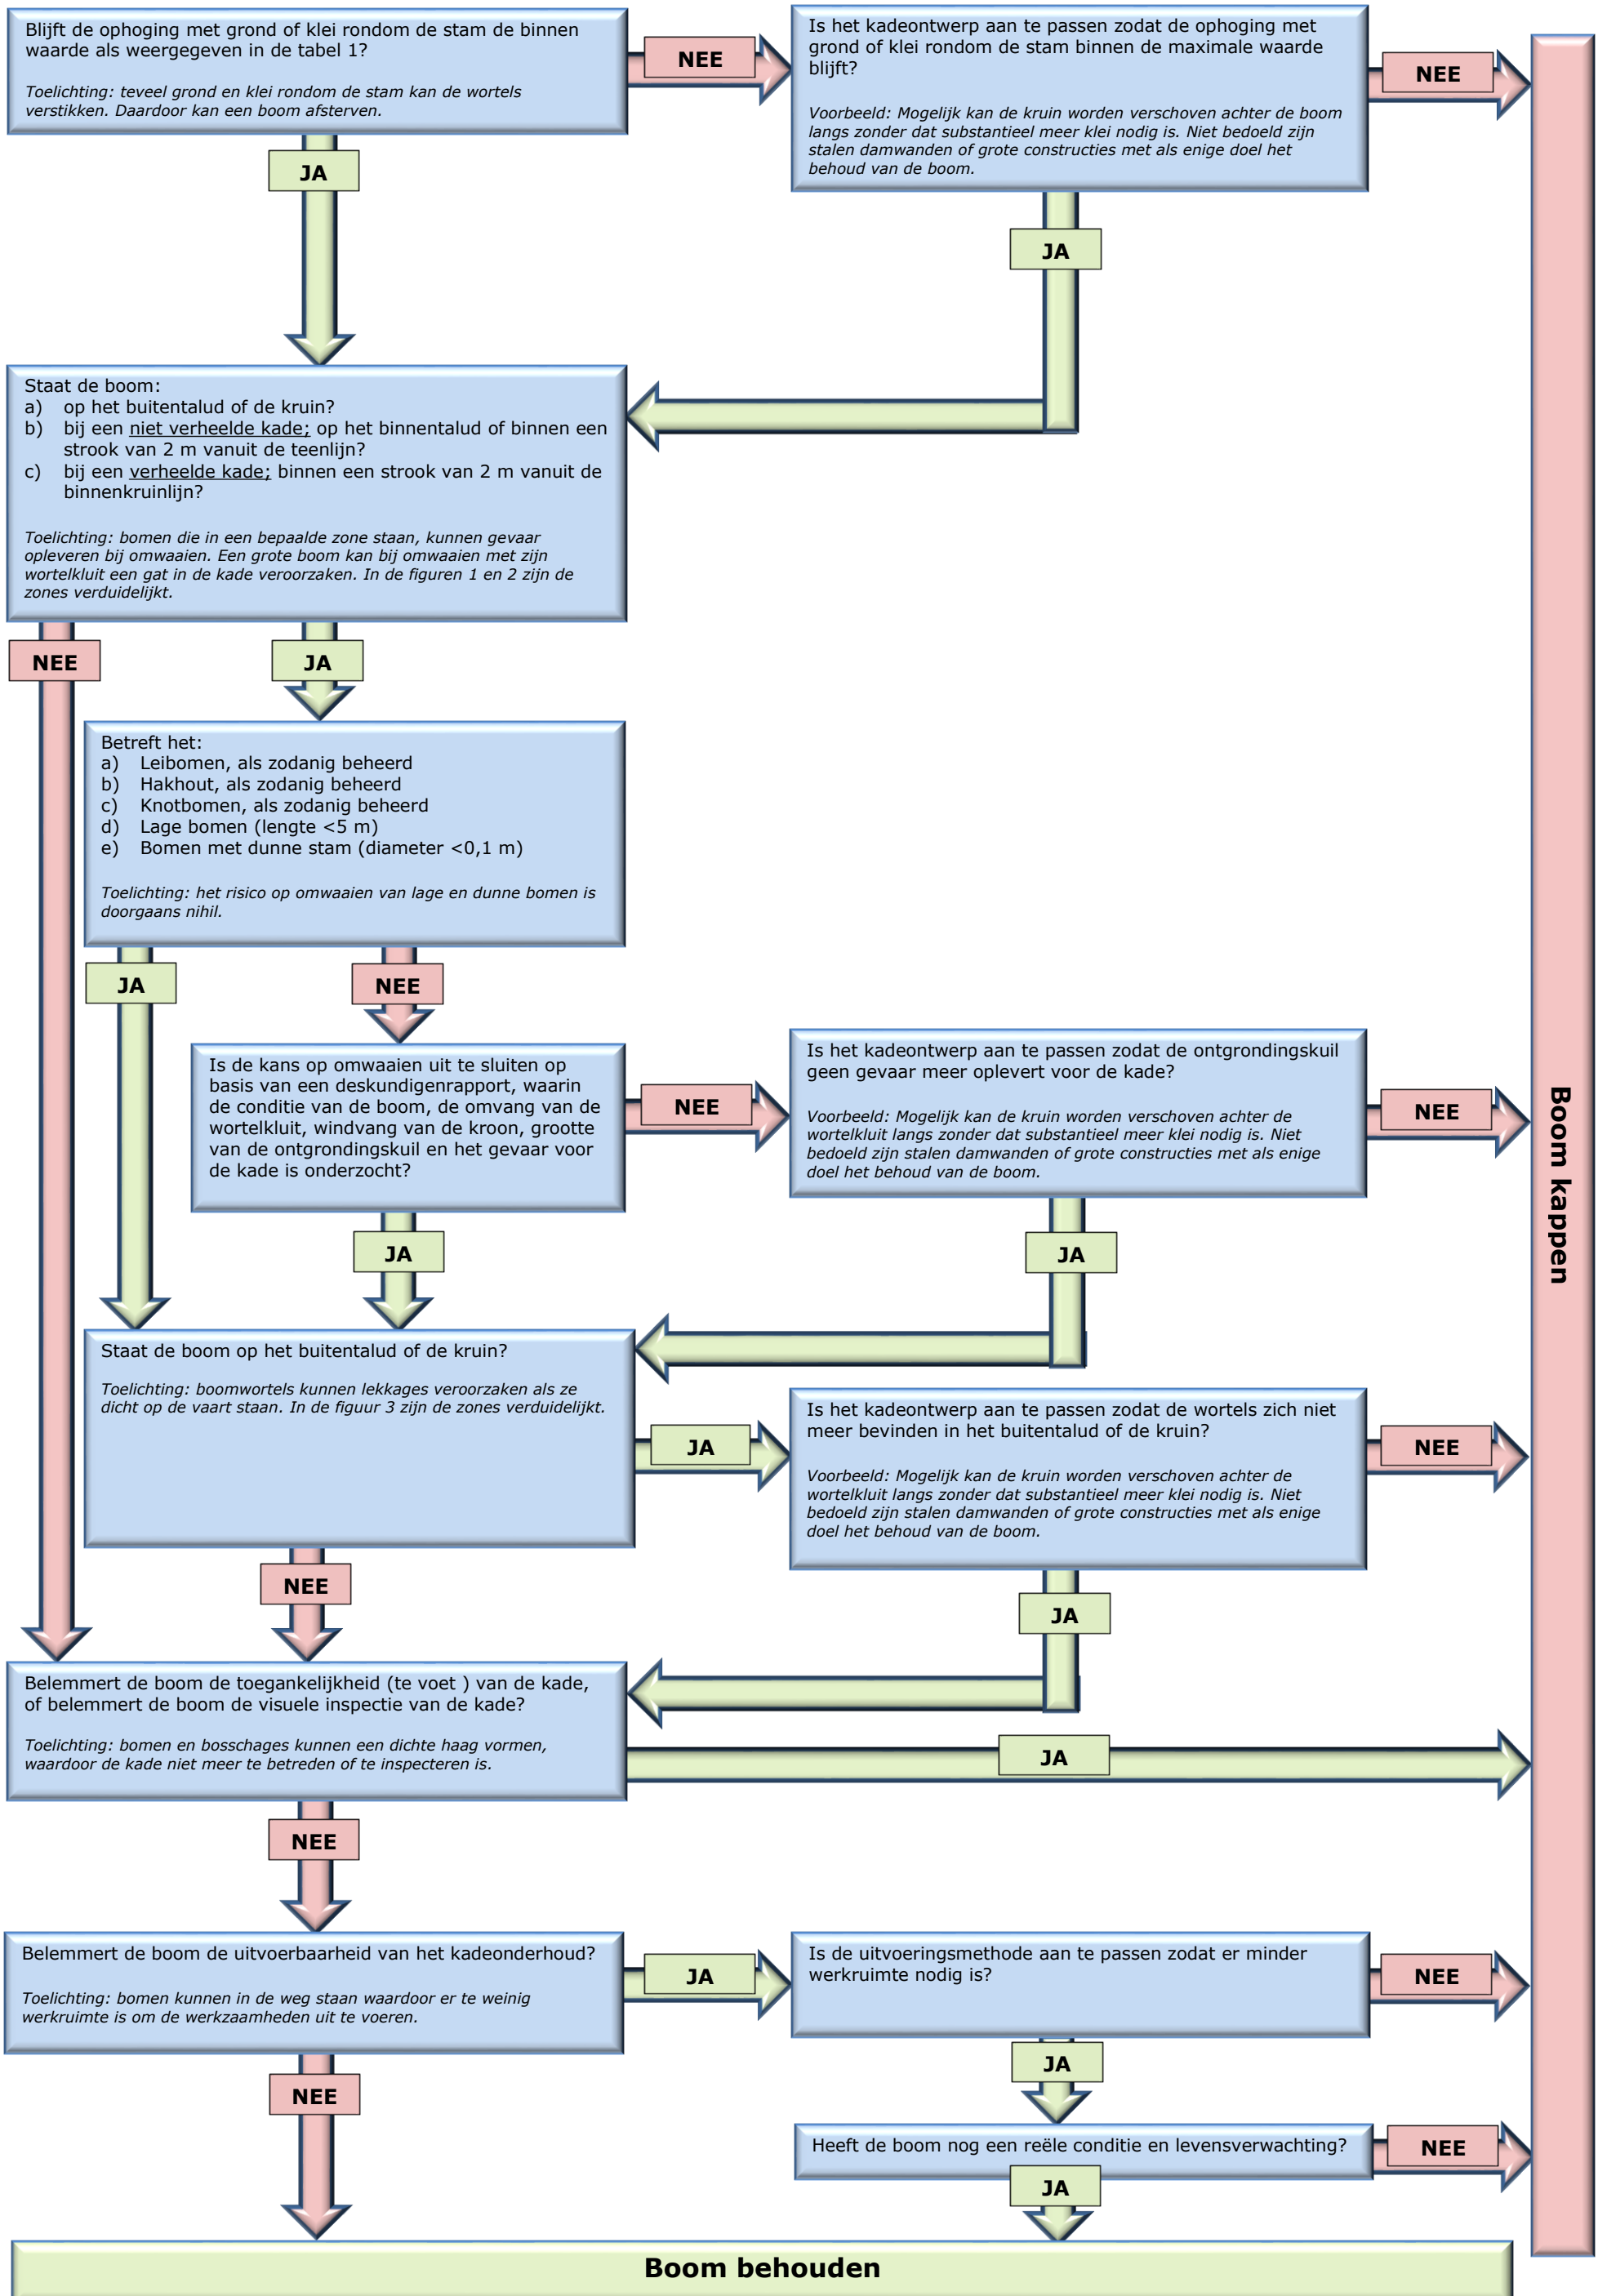 Blijft de ophoging met grond of klei rondom de stam de binnen
waarde als weergegeven in de tabel 1?
Toelichting: teveel grond en klei rondom de stam kan de wortels
verstikken. Daardoor kan een boom afsterven.
NEE
Is het kadeontwerp aan te passen zodat de ophoging met
grond of klei rondom de stam binnen de maximale waarde
blijft?
Voorbeeld: Mogelijk kan de kruin worden verschoven achter de boom
langs zonder dat substantieel meer klei nodig is. Niet bedoeld zijn
stalen damwanden of grote constructies met als enige doel het
behoud van de boom.
NEE
JA
JA
Staat de boom:
a) op het buitentalud of de kruin?
b) bij een niet verheelde kade; op het binnentalud of binnen een
strook van 2 m vanuit de teenlijn?
c) bij een verheelde kade; binnen een strook van 2 m vanuit de
binnenkruinlijn?
Toelichting: bomen die in een bepaalde zone staan, kunnen gevaar
opleveren bij omwaaien. Een grote boom kan bij omwaaien met zijn
wortelkluit een gat in de kade veroorzaken. In de figuren 1 en 2 zijn de
zones verduidelijkt.
NEE
JA
Betreft het:
a) Leibomen, als zodanig beheerd
b) Hakhout, als zodanig beheerd
c) Knotbomen, als zodanig beheerd
d) Lage bomen (lengte <5 m)
e) Bomen met dunne stam (diameter <0,1 m)
Toelichting: het risico op omwaaien van lage en dunne bomen is
doorgaans nihil.
JA
NEE
Is de kans op omwaaien uit te sluiten op
basis van een deskundigenrapport, waarin
de conditie van de boom, de omvang van de
wortelkluit, windvang van de kroon, grootte
van de ontgrondingskuil en het gevaar voor
de kade is onderzocht?
NEE
Is het kadeontwerp aan te passen zodat de ontgrondingskuil
geen gevaar meer oplevert voor de kade?
Voorbeeld: Mogelijk kan de kruin worden verschoven achter de
wortelkluit langs zonder dat substantieel meer klei nodig is. Niet
bedoeld zijn stalen damwanden of grote constructies met als enige
doel het behoud van de boom.
NEE
Boom kappen
JA
JA
Staat de boom op het buitentalud of de kruin?
Toelichting: boomwortels kunnen lekkages veroorzaken als ze
dicht op de vaart staan. In de figuur 3 zijn de zones verduidelijkt.
JA
Is het kadeontwerp aan te passen zodat de wortels zich niet
meer bevinden in het buitentalud of de kruin?
Voorbeeld: Mogelijk kan de kruin worden verschoven achter de
wortelkluit langs zonder dat substantieel meer klei nodig is. Niet
bedoeld zijn stalen damwanden of grote constructies met als enige
doel het behoud van de boom.
NEE
NEE
JA
Belemmert de boom de toegankelijkheid (te voet ) van de kade,
of belemmert de boom de visuele inspectie van de kade?
Toelichting: bomen en bosschages kunnen een dichte haag vormen,
waardoor de kade niet meer te betreden of te inspecteren is.
JA
NEE
Belemmert de boom de uitvoerbaarheid van het kadeonderhoud?
Toelichting: bomen kunnen in de weg staan waardoor er te weinig
werkruimte is om de werkzaamheden uit te voeren.
JA
Is de uitvoeringsmethode aan te passen zodat er minder
werkruimte nodig is?
NEE
NEE
JA
Heeft de boom nog een reële conditie en levensverwachting?
NEE
JA
Boom behouden